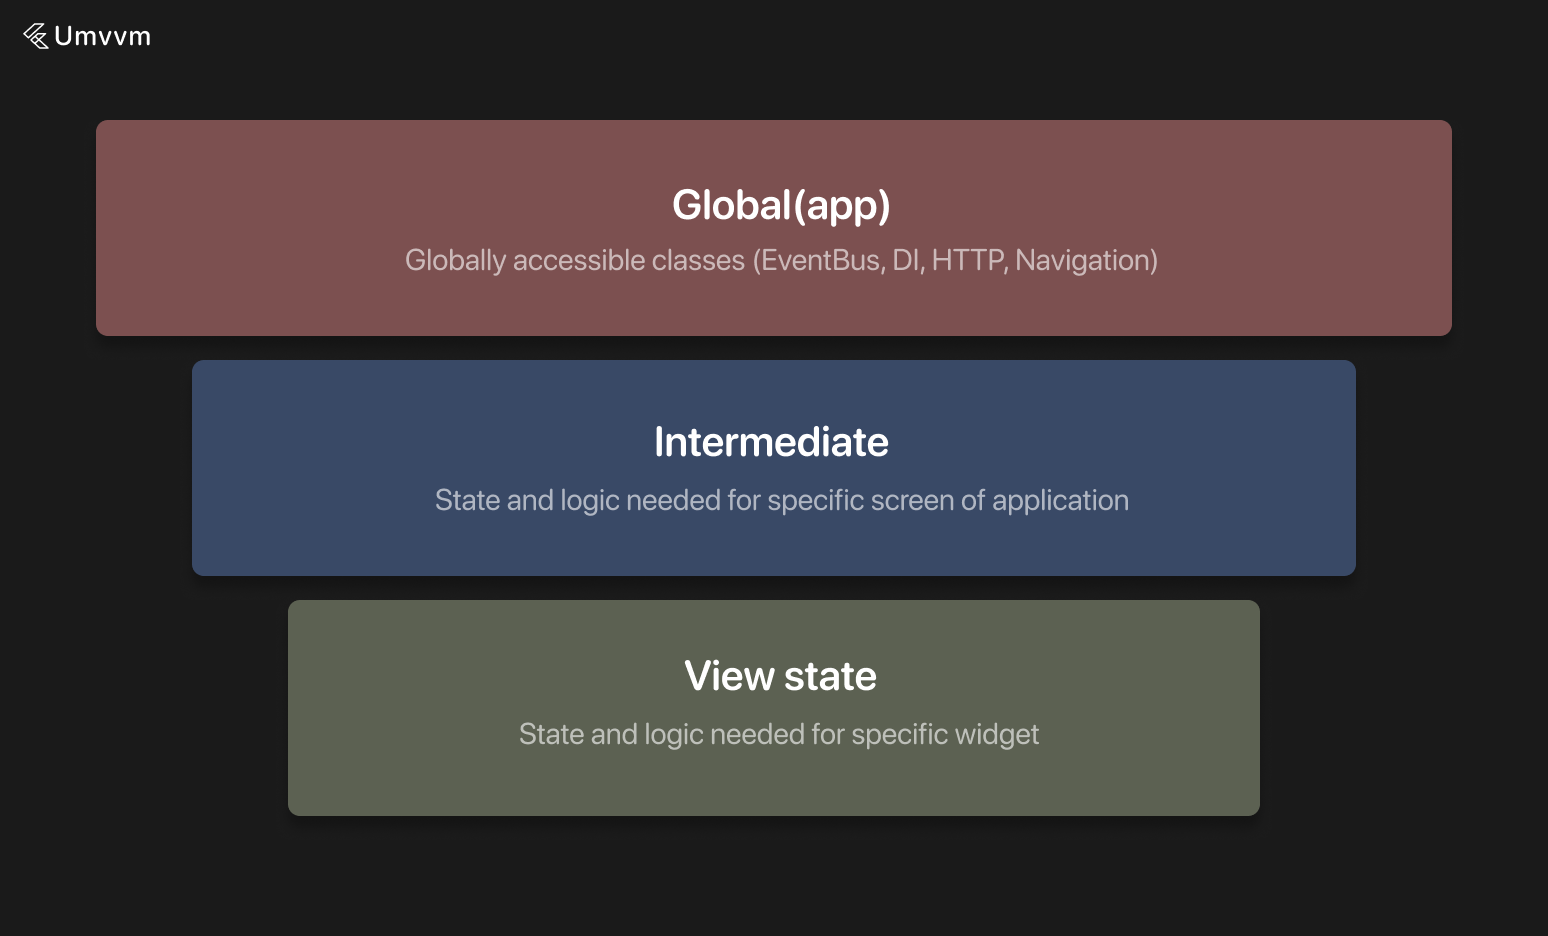 Umvvm
Global(app)
Globally accessible classes (EventBus, DI, HTTP, Navigation)
Intermediate
State and logic needed for specific screen of application
View state
State and logic needed for specific widget